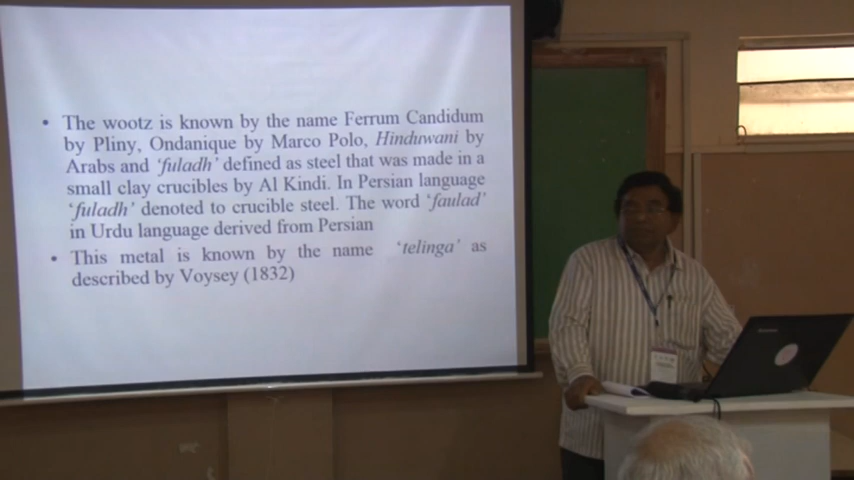 • The wootz is known by the name Ferrum Candidum
by Pliny, Ondanique by Marco Polo, Hinduwani by
Arabs and ‘fuladh’ defined as steel that was made in a
small clay crucibles by Al Kindi. In Persian language
‘fuladh’ denoted to crucible steel. The word ‘faulad’
in Urdu language derived from Persian
• This metal is known by the name ‘telinga’ as
described by Voysey (1832)